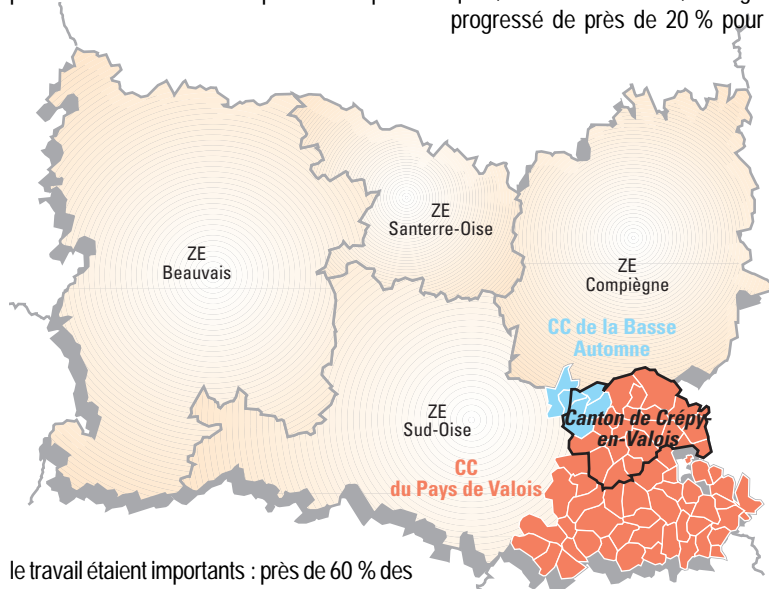 progressé de près de 20 % pour
ZE
Santerre-Oise
ZE
Beauvais
ZE
Compiègne
CC de la Basse
Automne
ZE
Sud-Oise
Canton de Crépy-
en-Valois
CC
du Pays de Valois
le travail étaient importants : près de 60 % des